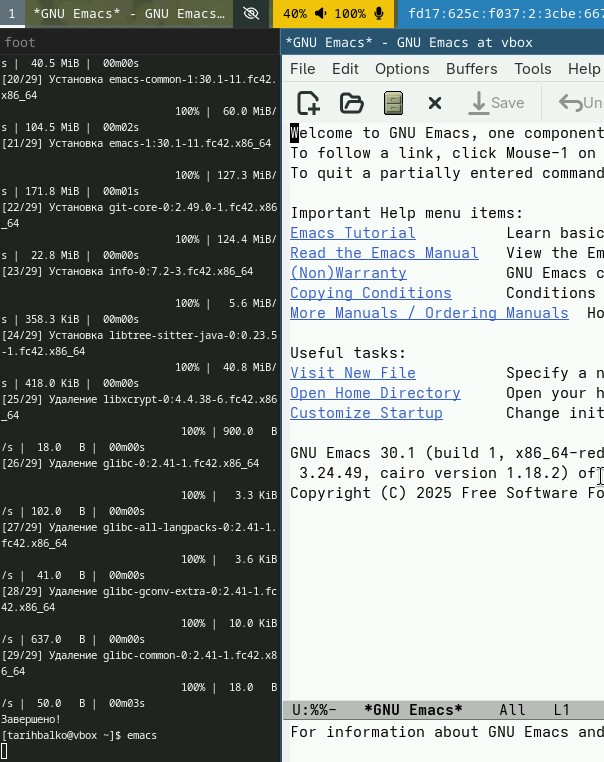 1 *GNU Emacs* - GNU Emacs… 40% 100% fd17:625c:f037:2:3cbe:667
foot
s | 40.5 MiB | 00m00s
[20/29] Установка emacs-common-1:30.1-11.fc42.
x86_64
100% | 60.0 MiB/
s | 104.5 MiB | 00m02s
[21/29] Установка emacs-1:30.1-11.fc42.x86_64
100% | 127.3 MiB/
s | 171.8 MiB | 00m01s
[22/29] Установка git-core-0:2.49.0-1.fc42.x86
_64
100% | 124.4 MiB/
s | 22.8 MiB | 00m00s
[23/29] Установка info-0:7.2-3.fc42.x86_64
100% | 5.6 MiB/
s | 358.3 KiB | 00m00s
[24/29] Установка libtree-sitter-java-0:0.23.5
-1.fc42.x86_64
100% | 40.8 MiB/
s | 418.0 KiB | 00m00s
[25/29] Удаление libxcrypt-0:4.4.38-6.fc42.x86
_64
100% | 900.0 B
/s | 18.0 B | 00m00s
[26/29] Удаление glibc-0:2.41-1.fc42.x86_64
100% | 3.3 KiB
/s | 102.0 B | 00m00s
[27/29] Удаление glibc-all-langpacks-0:2.41-1.
fc42.x86_64
100% | 3.6 KiB
/s | 41.0 B | 00m00s
[28/29] Удаление glibc-gconv-extra-0:2.41-1.fc
42.x86_64
100% | 10.0 KiB
/s | 637.0 B | 00m00s
[29/29] Удаление glibc-common-0:2.41-1.fc42.x8
6_64
100% | 18.0 B
/s | 50.0 B | 00m03s
Завершено!
[tarihbalko@vbox ~]$ emacs
*GNU Emacs* - GNU Emacs at vbox
File Edit Options Buffers Tools Help
Save Un
Welcome to GNU Emacs, one component
To follow a link, click Mouse-1 on
To quit a partially entered command
Important Help menu items:
Emacs Tutorial Learn basic
Read the Emacs Manual View the Em
(Non)Warranty GNU Emacs c
Copying Conditions Conditions
More Manuals / Ordering Manuals Ho
Useful tasks:
Visit New File Specify a n
Open Home Directory Open your h
Customize Startup Change init
GNU Emacs 30.1 (build 1, x86_64-red
3.24.49, cairo version 1.18.2) of
Copyright (C) 2025 Free Software Fo
U:%%- *GNU Emacs* All L1
For information about GNU Emacs and